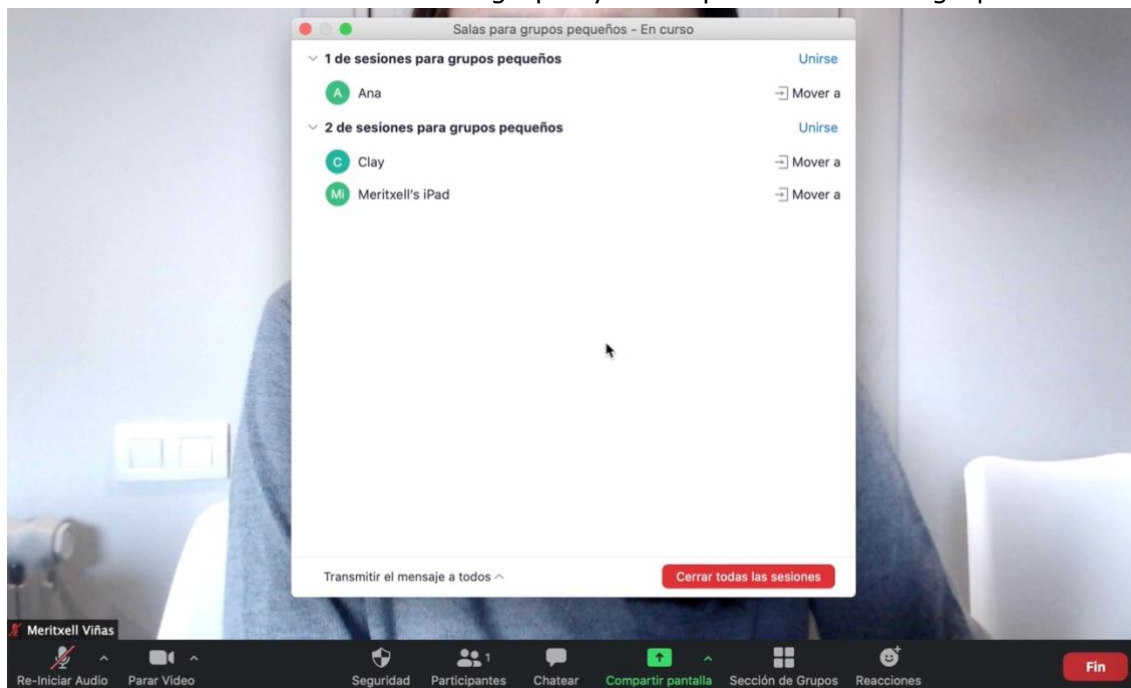 Salas para grupos pequeños - En curso
1 de sesiones para grupos pequeños Unirse
A Ana Mover a
2 de sesiones para grupos pequeños Unirse
C Clay Mover a
Mi Meritxell's iPad Mover a
Transmitir el mensaje a todos Cerrar todas las sesiones
Meritxell Viñas
1
Re-Iniciar Audio Parar Video Seguridad Participantes Chatear Compartir pantalla Sección de Grupos Reacciones Fin